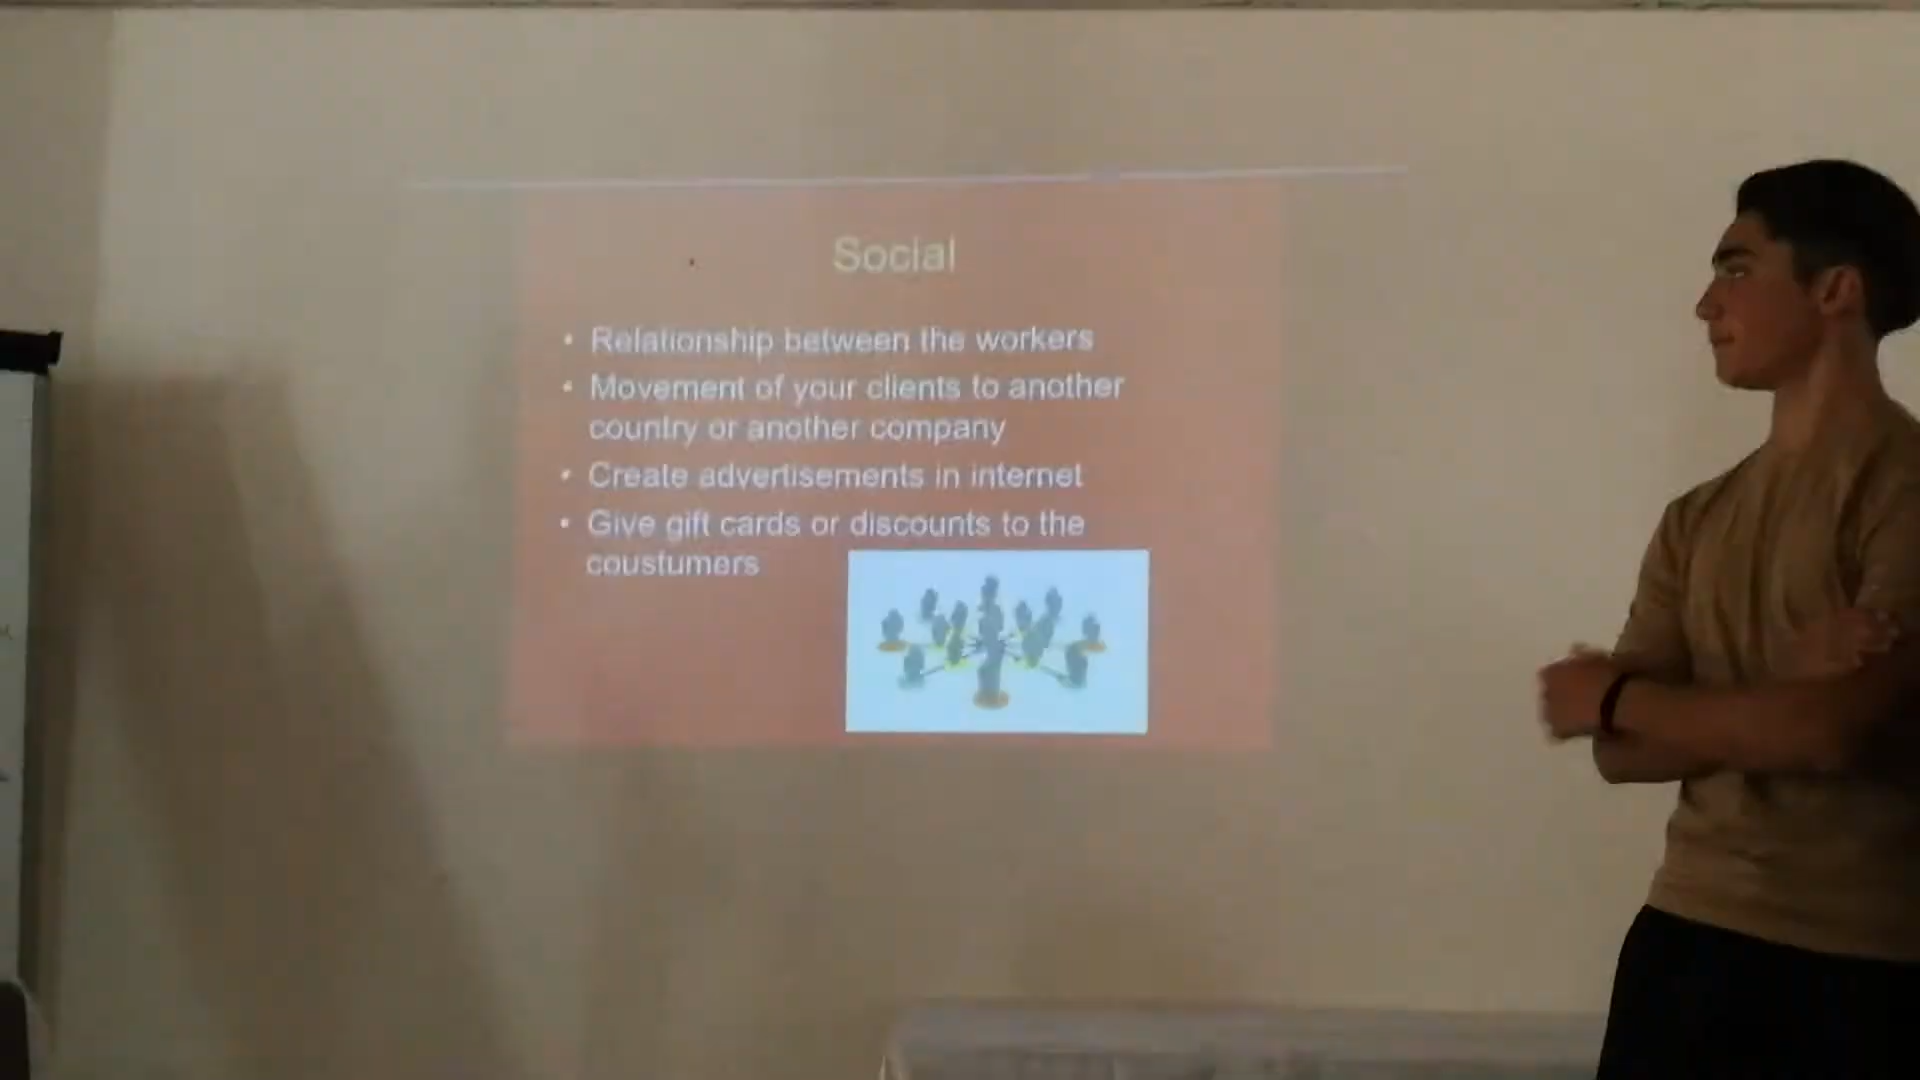 Social
• Relationship between the workers
• Movement of your clients to another
country or another company
• Create advertisements in internet
• Give gift cards or discounts to the
coustumers